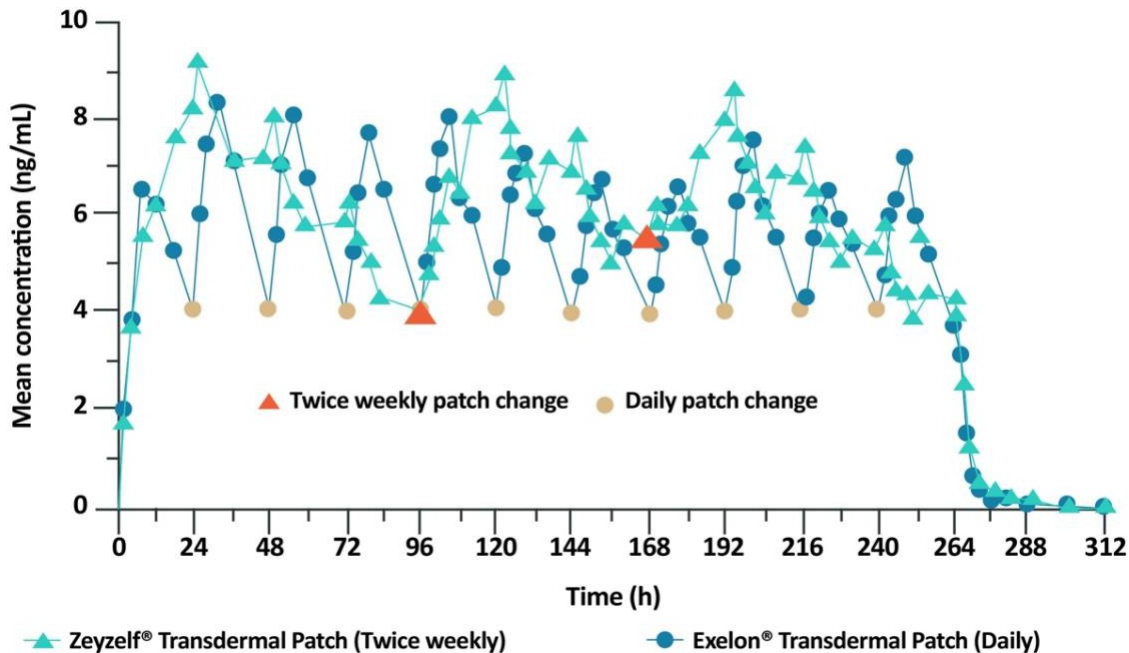 Mean concentration (ng/mL)
10
8
6
4
2
0
Twice weekly patch change
Daily patch change
0 24 48 72 96 120 144 168 192 216 240 264 288 312
Time (h)
Zeyzelf® Transdermal Patch (Twice weekly)
Exelon® Transdermal Patch (Daily)